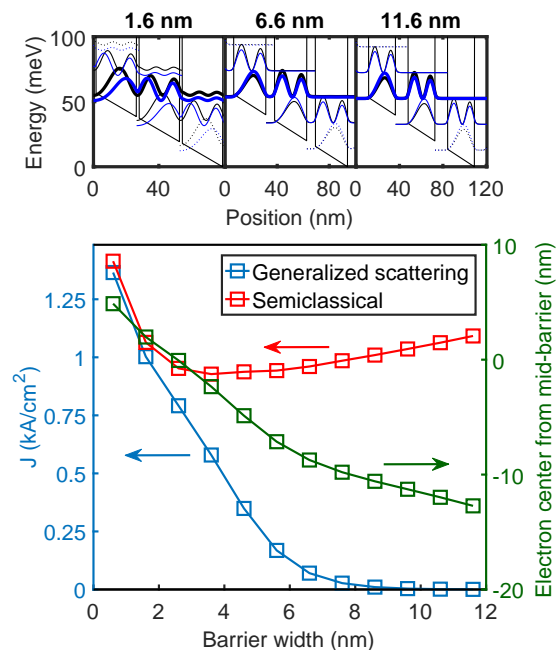 1.6 nm 6.6 nm 11.6 nm
Energy (meV)
100
50
0
0 40 0 40 80 0 40 80 120
Position (nm)
Generalized scattering
Semiclassical
J (kA/cm²)
1.25
1
0.75
0.5
0.25
0
Electron center from mid-barrier (nm)
10
0
-10
-20
0 2 4 6 8 10 12
Barrier width (nm)